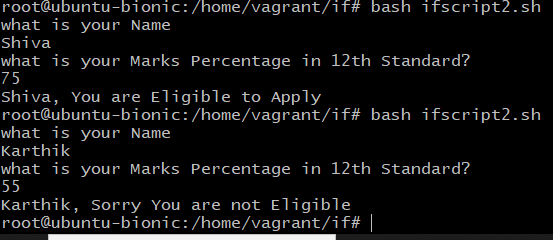 root@ubuntu-bionic:/home/vagrant/if# bash ifscript2.sh
what is your Name
Shiva
what is your Marks Percentage in 12th Standard?
75
Shiva, You are Eligible to Apply
root@ubuntu-bionic:/home/vagrant/if# bash ifscript2.sh
what is your Name
Karthik
what is your Marks Percentage in 12th Standard?
55
Karthik, Sorry You are not Eligible
root@ubuntu-bionic:/home/vagrant/if#